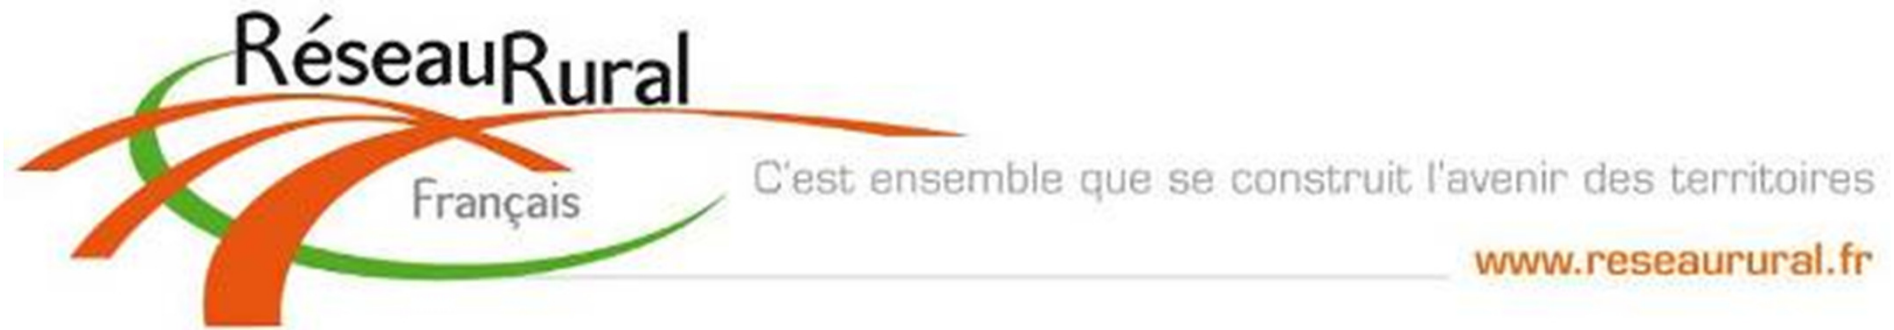 RéseauRural
Français
C'est ensemble que se construit l'avenir des territoires
www.reseaurural.fr